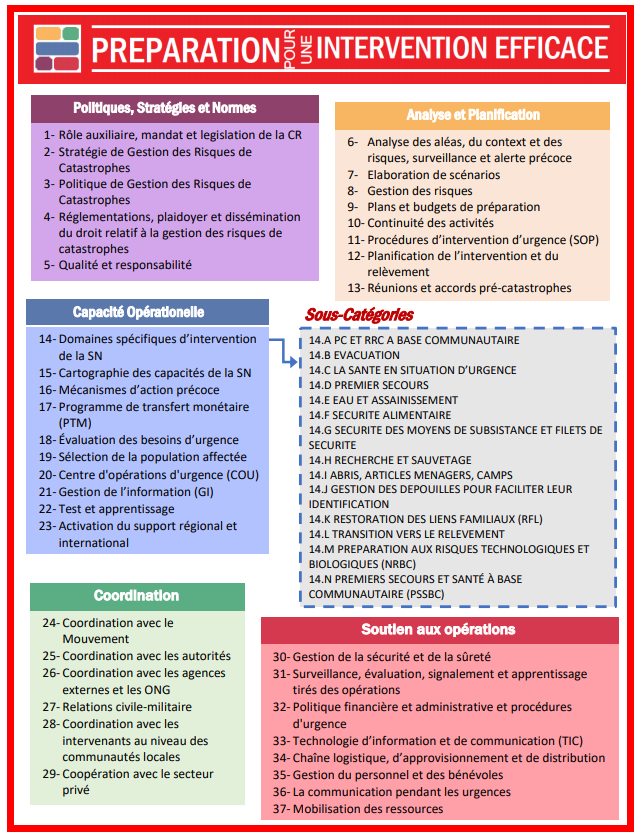 PREPARATION POUR UNE INTERVENTION EFFICACE
Politiques, Stratégies et Normes
1- Rôle auxiliaire, mandat et legislation de la CR
2- Stratégie de Gestion des Risques de
Catastrophes
3- Politique de Gestion des Risques de
Catastrophes
4- Réglementations, plaidoyer et dissémination
du droit relatif à la gestion des risques de
catastrophes
5- Qualité et responsabilité
Analyse et Planification
6- Analyse des aléas, du context et des
risques, surveillance et alerte précoce
7- Elaboration de scénarios
8- Gestion des risques
9- Plans et budgets de préparation
10- Continuité des activités
11- Procédures d'intervention d'urgence (SOP)
12- Planification de l'intervention et du
relèvement
13- Réunions et accords pré-catastrophes
Capacité Opérationelle
14- Domaines spécifiques d'intervention
de la SN
15- Cartographie des capacités de la SN
16- Mécanismes d'action précoce
17- Programme de transfert monétaire
(PTM)
18- Évaluation des besoins d'urgence
19- Sélection de la population affectée
20- Centre d'opérations d'urgence (COU)
21- Gestion de l'information (GI)
22- Test et apprentissage
23- Activation du support régional et
international
Sous-Catégories
14.A PC ET RRC A BASE COMMUNAUTAIRE
14.B EVACUATION
14.C LA SANTE EN SITUATION D'URGENCE
14.D PREMIER SECOURS
14.E EAU ET ASSAINISSEMENT
14.F SECURITE ALIMENTAIRE
14.G SECURITE DES MOYENS DE SUBSISTANCE ET FILETS DE
SECURITE
14.H RECHERCHE ET SAUVETAGE
14.I ABRIS, ARTICLES MENAGERS, CAMPS
14.J GESTION DES DEPOUILLES POUR FACILITER LEUR
IDENTIFICATION
14.K RESTORATION DES LIENS FAMILIAUX (RFL)
14.L TRANSITION VERS LE RELEVEMENT
14.M PREPARATION AUX RISQUES TECHNOLOGIQUES ET
BIOLOGIQUES (NRBC)
14.N PREMIERS SECOURS ET SANTÉ À BASE
COMMUNAUTAIRE (PSSBC)
Coordination
24- Coordination avec le
Mouvement
25- Coordination avec les autorités
26- Coordination avec les agences
externes et les ONG
27- Relations civile-militaire
28- Coordination avec les
intervenants au niveau des
communautés locales
29- Coopération avec le secteur
privé
Soutien aux opérations
30- Gestion de la sécurité et de la sûreté
31- Surveillance, évaluation, signalement et apprentissage
tirés des opérations
32- Politique financière et administrative et procédures
d'urgence
33- Technologie d'information et de communication (TIC)
34- Chaîne logistique, d'approvisionnement et de distribution
35- Gestion du personnel et des bénévoles
36- La communication pendant les urgences
37- Mobilisation des ressources